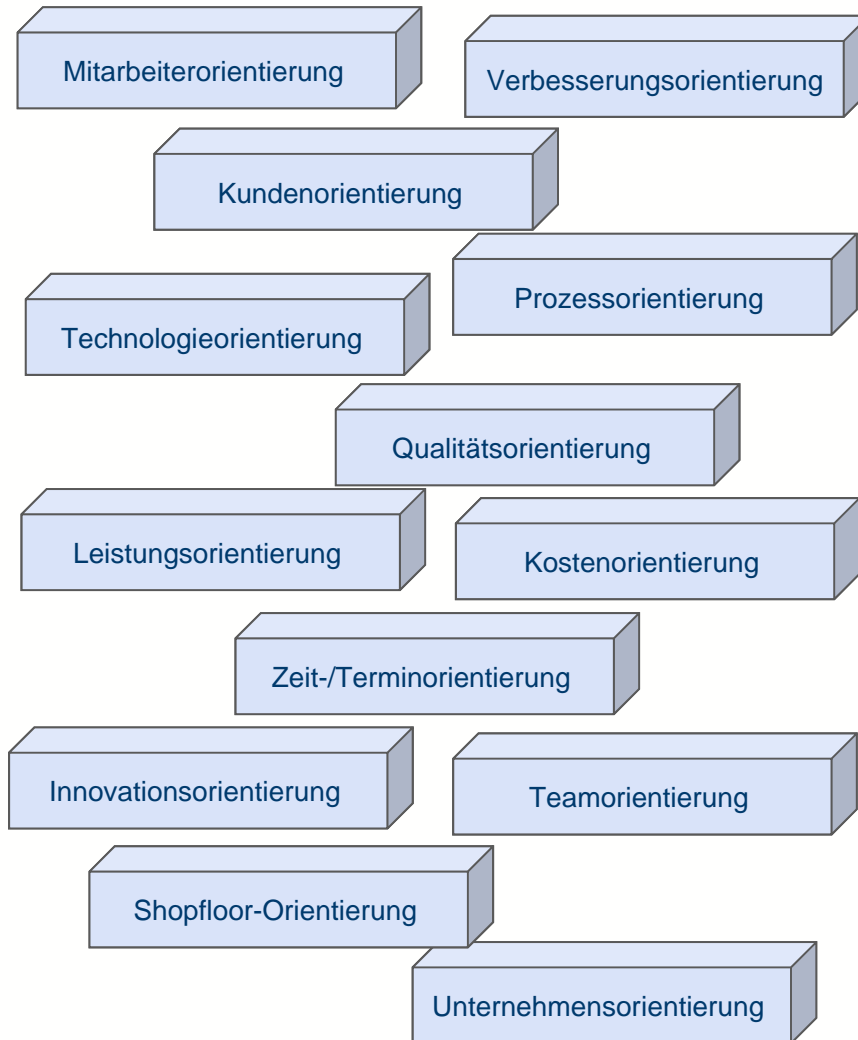 Mitarbeiterorientierung
Verbesserungsorientierung
Kundenorientierung
Prozessorientierung
Technologieorientierung
Qualitätsorientierung
Leistungsorientierung
Kostenorientierung
Zeit-/Terminorientierung
Innovationsorientierung
Teamorientierung
Shopfloor-Orientierung
Unternehmensorientierung